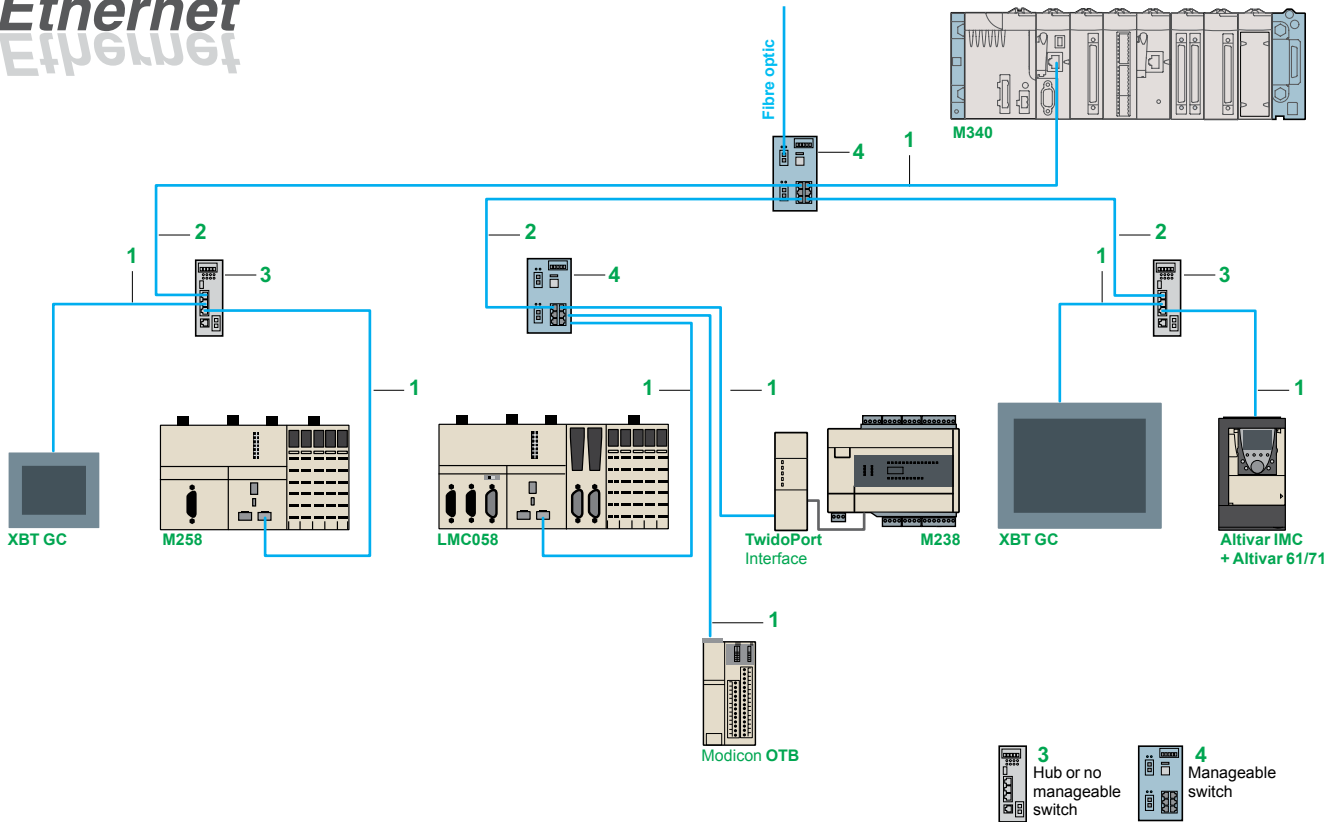 Ethernet
Fibre optic
M340
1
4
2
2
2
1
3
4
1
3
1
1
1
1
XBT GC
M258
LMC058
TwidoPort
Interface
M238
XBT GC
Altivar IMC
+ Altivar 61/71
1
Modicon OTB
3
Hub or no
manageable
switch
4
Manageable
switch